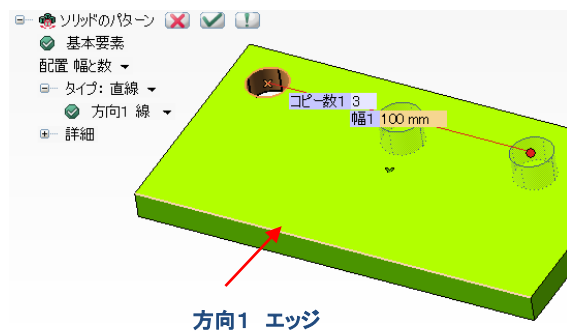 ソリッドのパターン
基本要素
配置 幅と数
タイプ: 直線
方向1 線
詳細
コピー数1 3
幅1 100 mm
方向1 エッジ